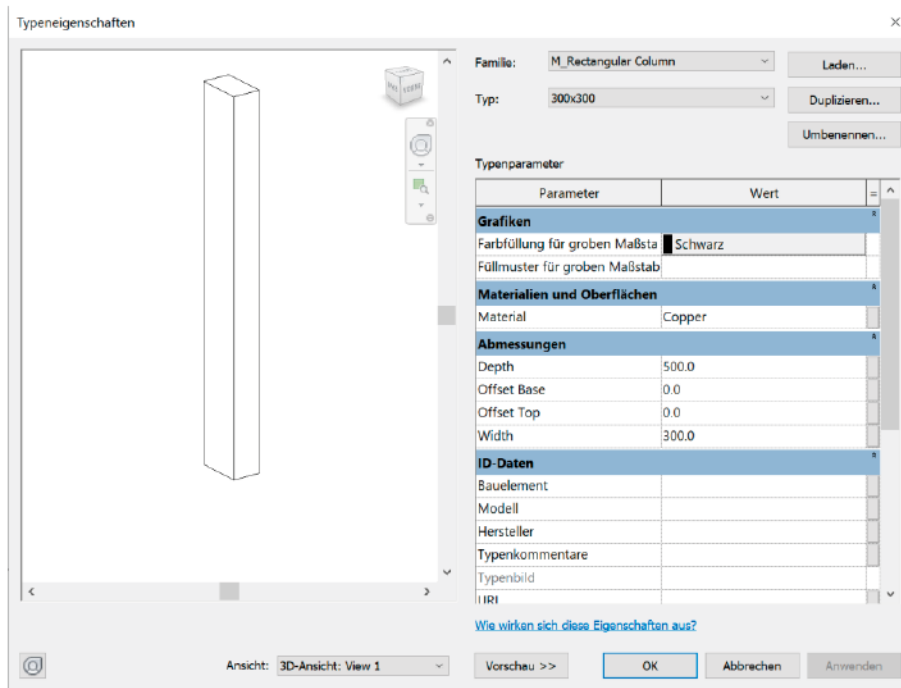 Typeneigenschaften
Familie: M_Rectangular Column Laden...
Typ: 300x300 Duplizieren...
Umbenennen...
Typenparameter
Parameter Wert =
Grafiken
Farbfüllung für groben Maßsta Schwarz
Füllmuster für groben Maßstab
Materialien und Oberflächen
Material Copper
Abmessungen
Depth 500.0
Offset Base 0.0
Offset Top 0.0
Width 300.0
ID-Daten
Bauelement
Modell
Hersteller
Typenkommentare
Typenbild
URL
Wie wirken sich diese Eigenschaften aus?
Ansicht: 3D-Ansicht: View 1 Vorschau >> OK Abbrechen Anwenden